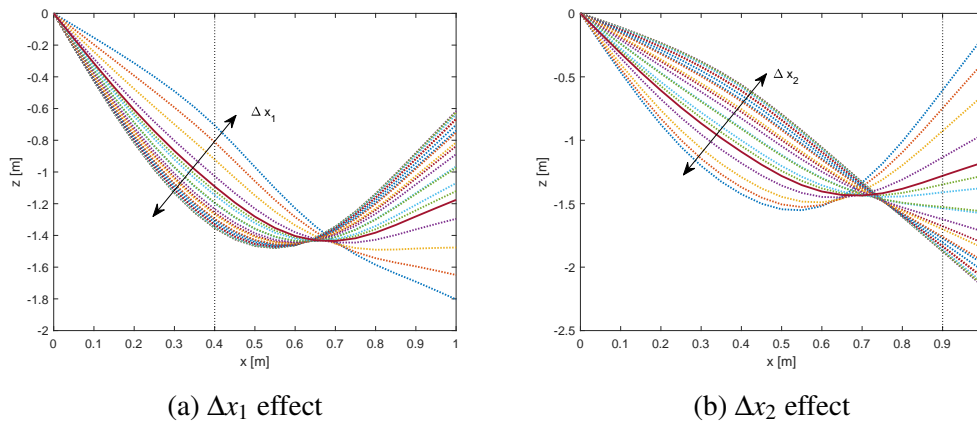 0
-0.2
-0.4
-0.6
-0.8
-1
-1.2
-1.4
-1.6
-1.8
-2
z [m]
Δ x1
0 0.1 0.2 0.3 0.4 0.5 0.6 0.7 0.8 0.9 1
x [m]
(a) Δx1 effect
0
-0.5
-1
-1.5
-2
-2.5
z [m]
Δ x2
0 0.1 0.2 0.3 0.4 0.5 0.6 0.7 0.8 0.9
x [m]
(b) Δx2 effect